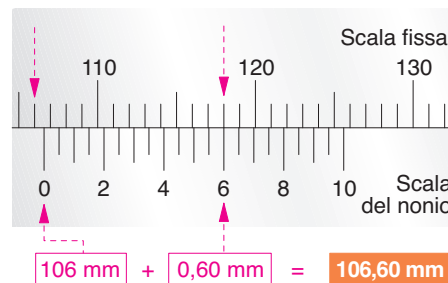 Scala fissa
110 120 130
0 2 4 6 8 10
Scala
del nonio
106 mm + 0,60 mm = 106,60 mm